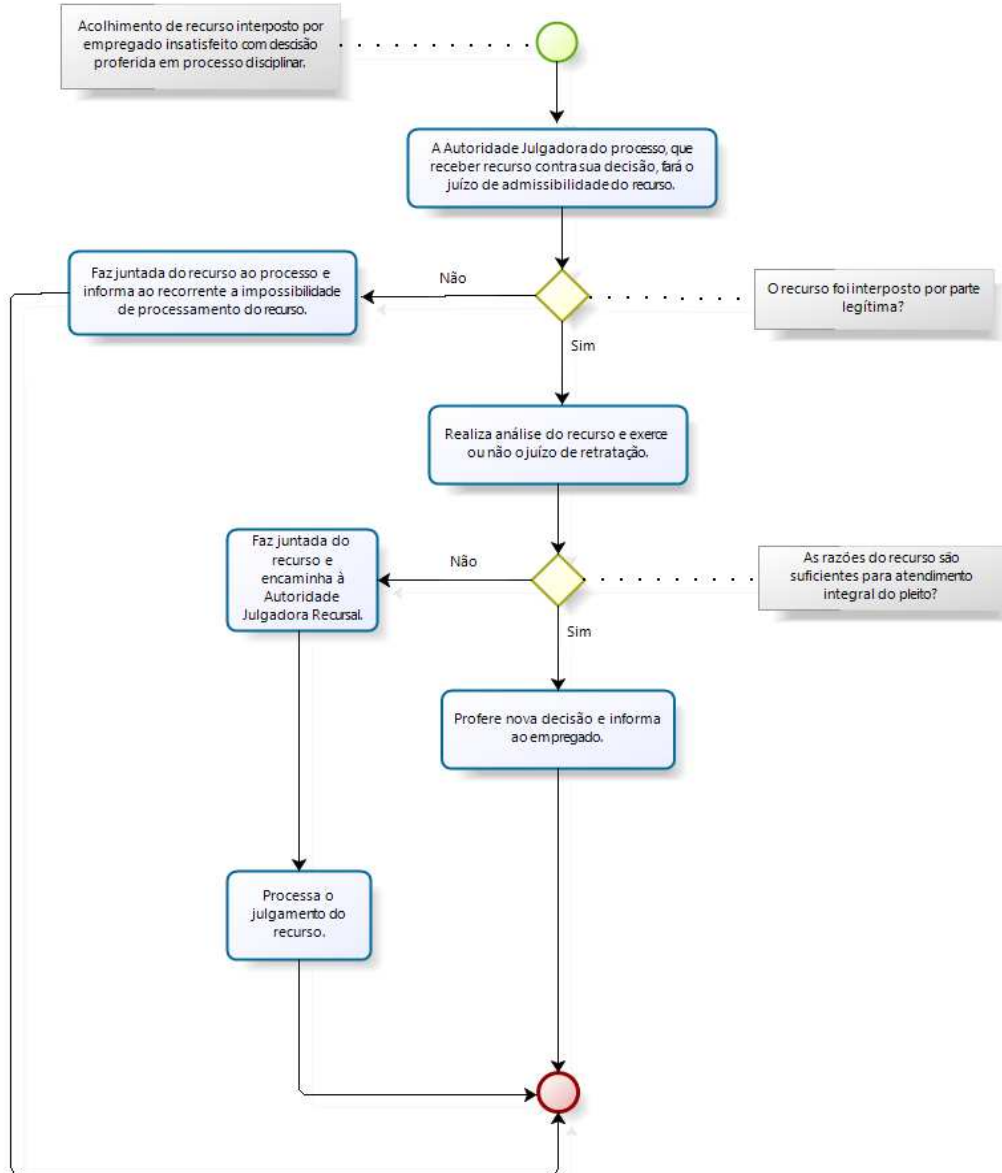 Acolhimento de recurso interposto por
empregado insatisfeito com descisão
proferida em processo disciplinar.
A Autoridade Julgadora do processo, que
receber recurso contra sua decisão, fará o
juízo de admissibilidade do recurso.
Faz juntada do recurso ao processo e
informa ao recorrente a impossibilidade
de processamento do recurso.
Não
O recurso foi interposto por parte
legítima?
Sim
Realiza análise do recurso e exerce
ou não o juízo de retratação.
Faz juntada do
recurso e
encaminha à
Autoridade
Julgadora Recursal.
Não
As razões do recurso são
suficientes para atendimento
integral do pleito?
Sim
Profere nova decisão e informa
ao empregado.
Processa o
julgamento do
recurso.